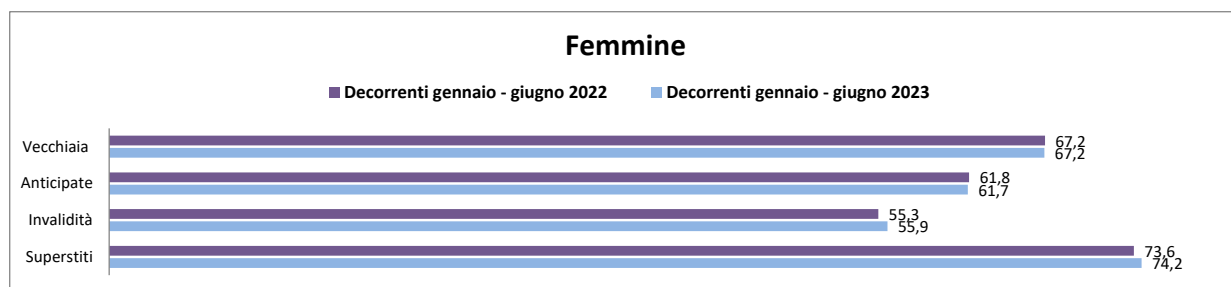 Femmine
Decorrenti gennaio - giugno 2022 Decorrenti gennaio - giugno 2023
Vecchiaia 67,2
67,2
Anticipate 61,8
61,7
Invalidità 55,3
55,9
Superstiti 73,6
74,2